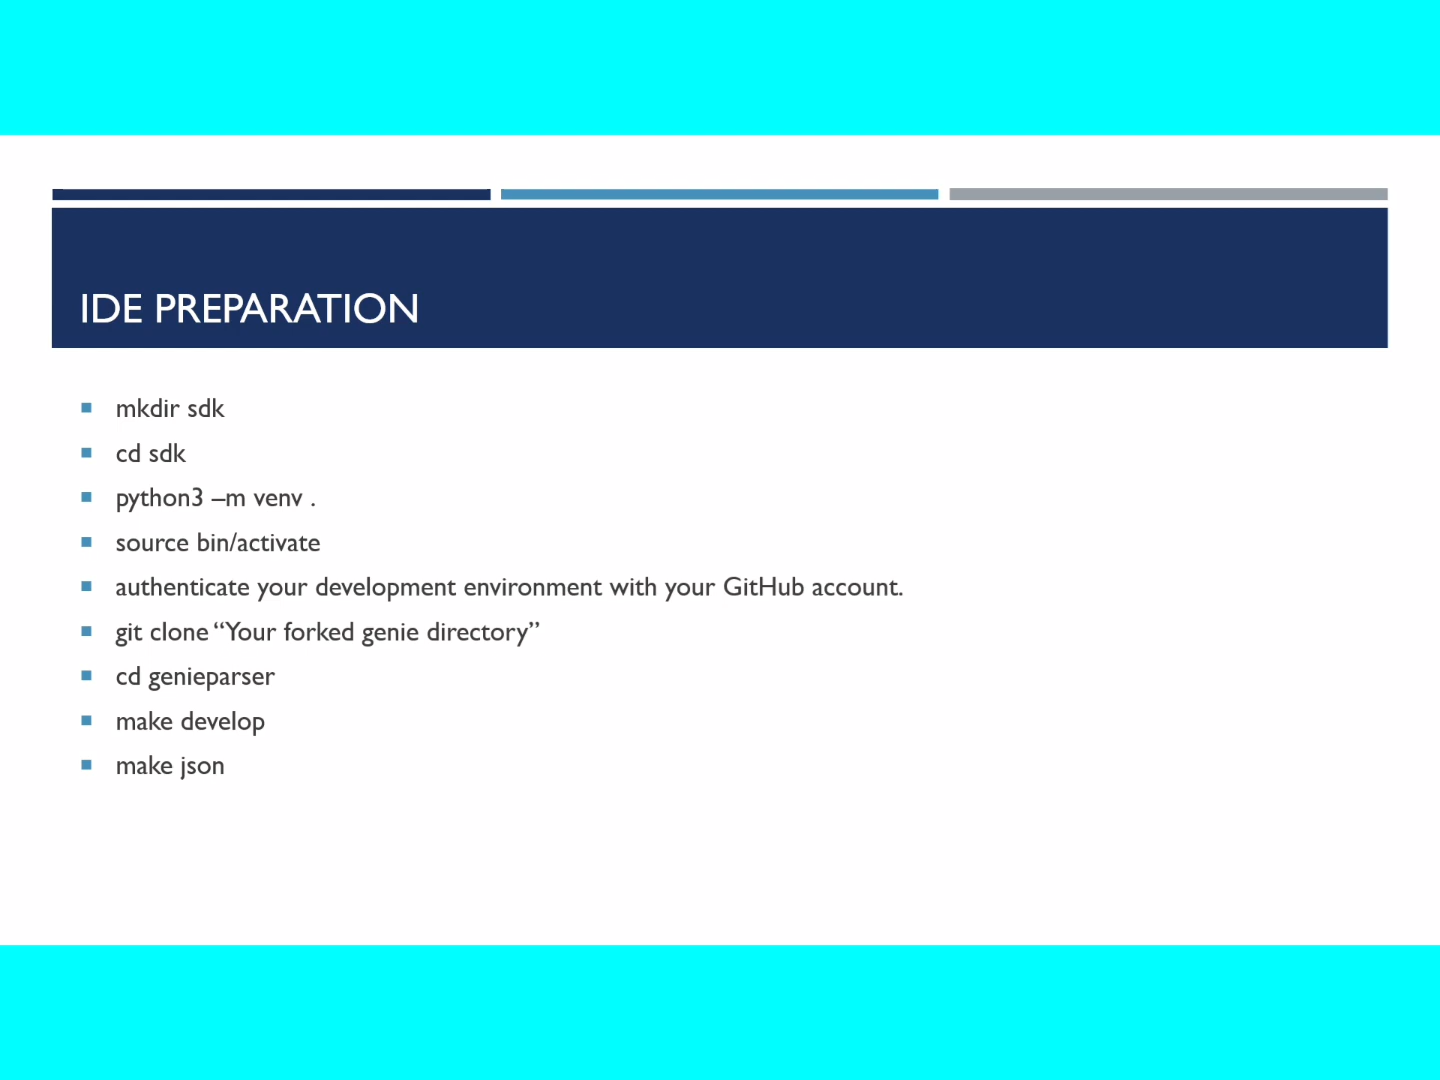 IDE PREPARATION
mkdir sdk
cd sdk
python3 –m venv .
source bin/activate
authenticate your development environment with your GitHub account.
git clone “Your forked genie directory”
cd genieparser
make develop
make json